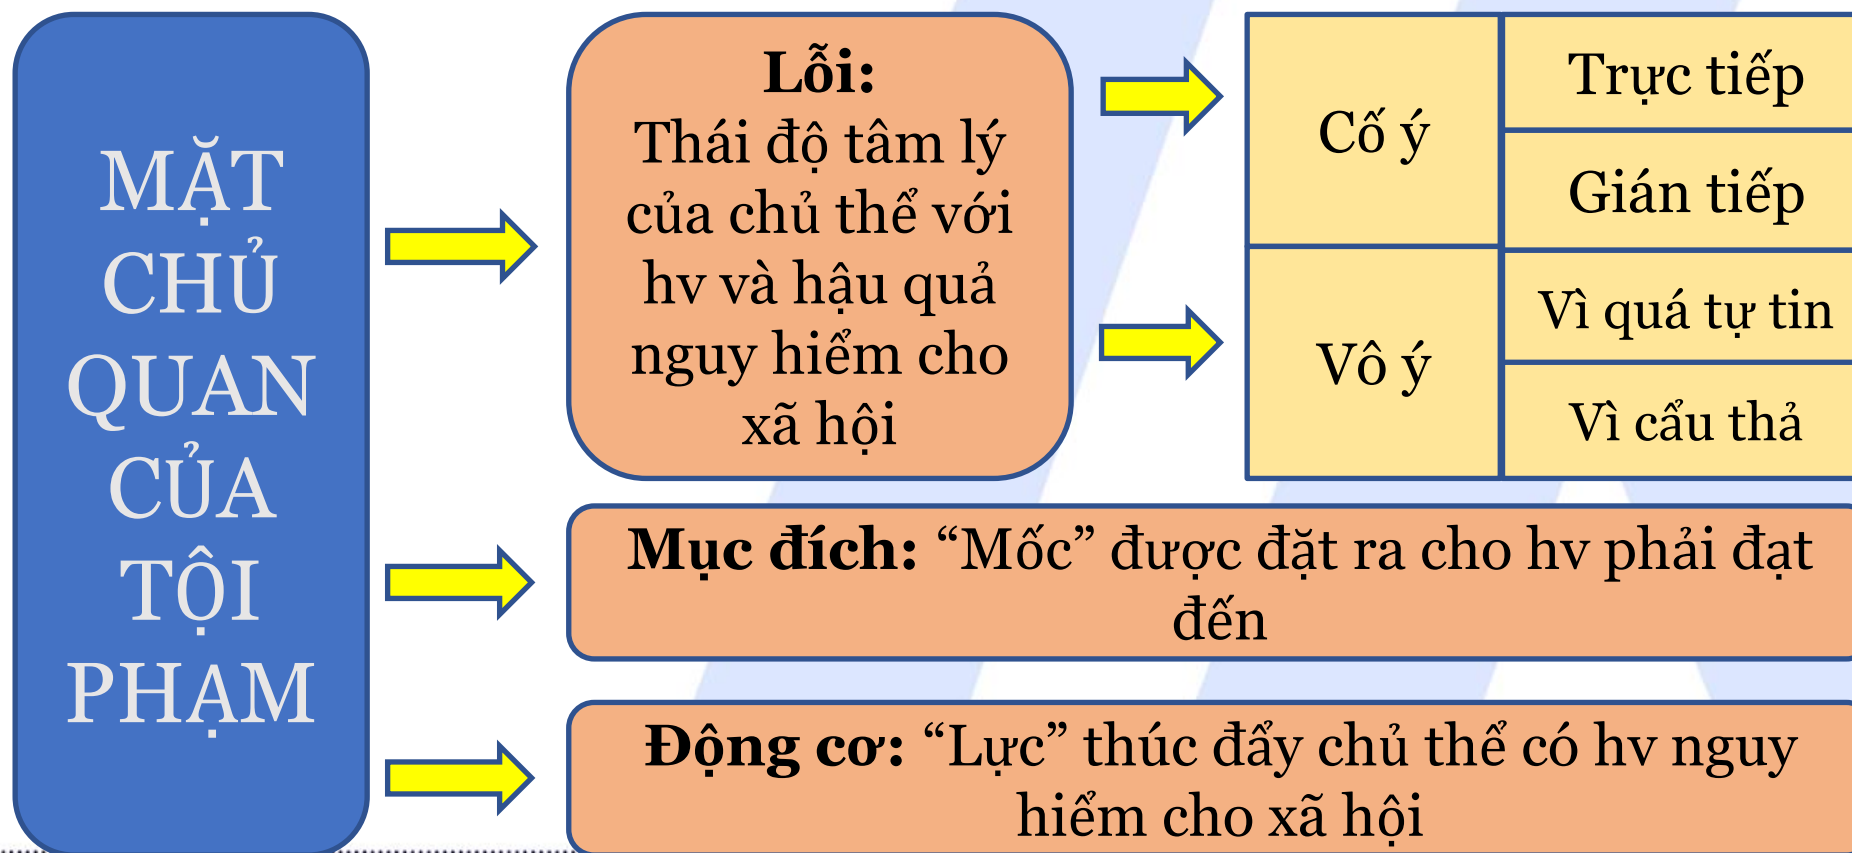 MẶT
CHỦ
QUAN
CỦA
TỘI
PHẠM
Lỗi:
Thái độ tâm lý
của chủ thể với
hv và hậu quả
nguy hiểm cho
xã hội
Cố ý
Trực tiếp
Gián tiếp
Vô ý
Vì quá tự tin
Vì cẩu thả
Mục đích: “Mốc” được đặt ra cho hv phải đạt
đến
Động cơ: “Lực” thúc đẩy chủ thể có hv nguy
hiểm cho xã hội